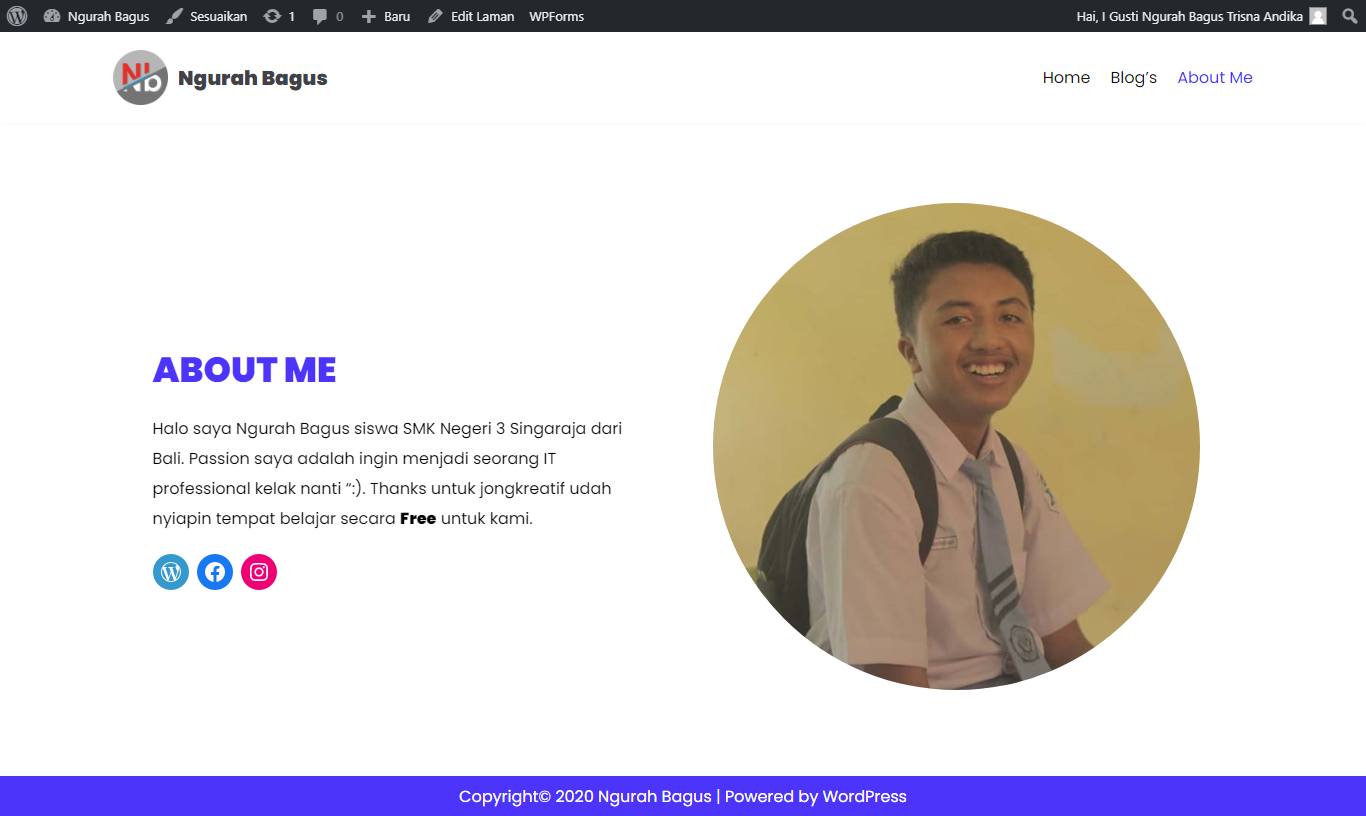 Ngurah Bagus Sesuaikan 1 0 Baru Edit Laman WPForms Hai, I Gusti Ngurah Bagus Trisna Andika
Nb Ngurah Bagus Home Blog’s About Me
ABOUT ME
Halo saya Ngurah Bagus siswa SMK Negeri 3 Singaraja dari
Bali. Passion saya adalah ingin menjadi seorang IT
professional kelak nanti “:). Thanks untuk jongkreatif udah
nyiapin tempat belajar secara Free untuk kami.
Copyright© 2020 Ngurah Bagus | Powered by WordPress